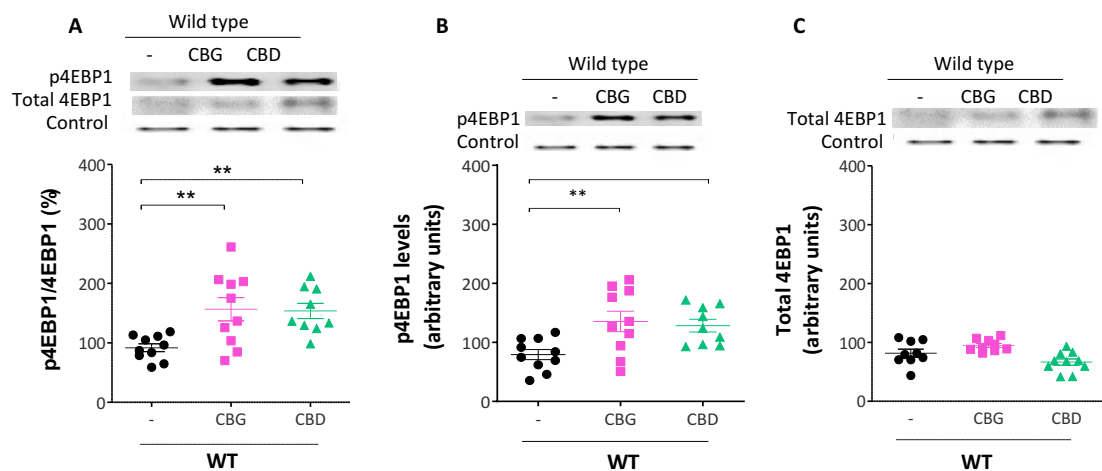 A
Wild type
- CBG CBD
p4EBP1
Total 4EBP1
Control
400
300
200
100
0
p4EBP1/4EBP1 (%)
**
**
- CBG CBD
WT
B
Wild type
- CBG CBD
p4EBP1
Control
400
300
200
100
0
p4EBP1 levels
(arbitrary units)
**
- CBG CBD
WT
C
Wild type
- CBG CBD
Total 4EBP1
Control
400
300
200
100
0
Total 4EBP1
(arbitrary units)
- CBG CBD
WT